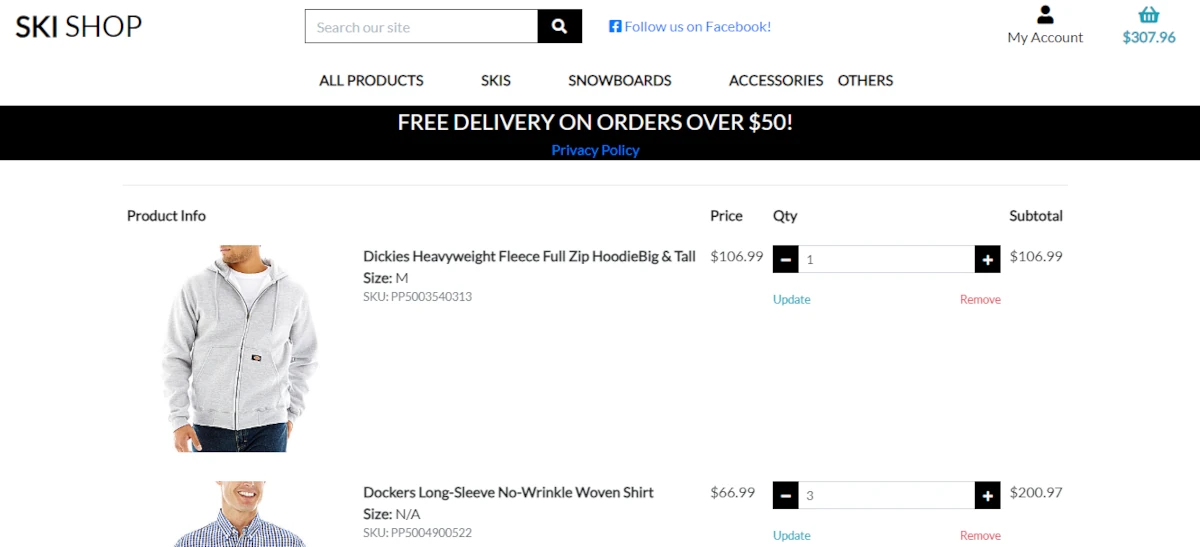 SKI SHOP
Search our site
Follow us on Facebook!
My Account
$307.96
ALL PRODUCTS SKIS SNOWBOARDS ACCESSORIES OTHERS
FREE DELIVERY ON ORDERS OVER $50!
Privacy Policy
Product Info Price Qty Subtotal
Dickies Heavyweight Fleece Full Zip HoodieBig & Tall $106.99 - 1 + $106.99
Size: M
SKU: PP5003540313
Update Remove
Dockers Long-Sleeve No-Wrinkle Woven Shirt $66.99 - 3 + $200.97
Size: N/A
SKU: PP5004900522
Update Remove